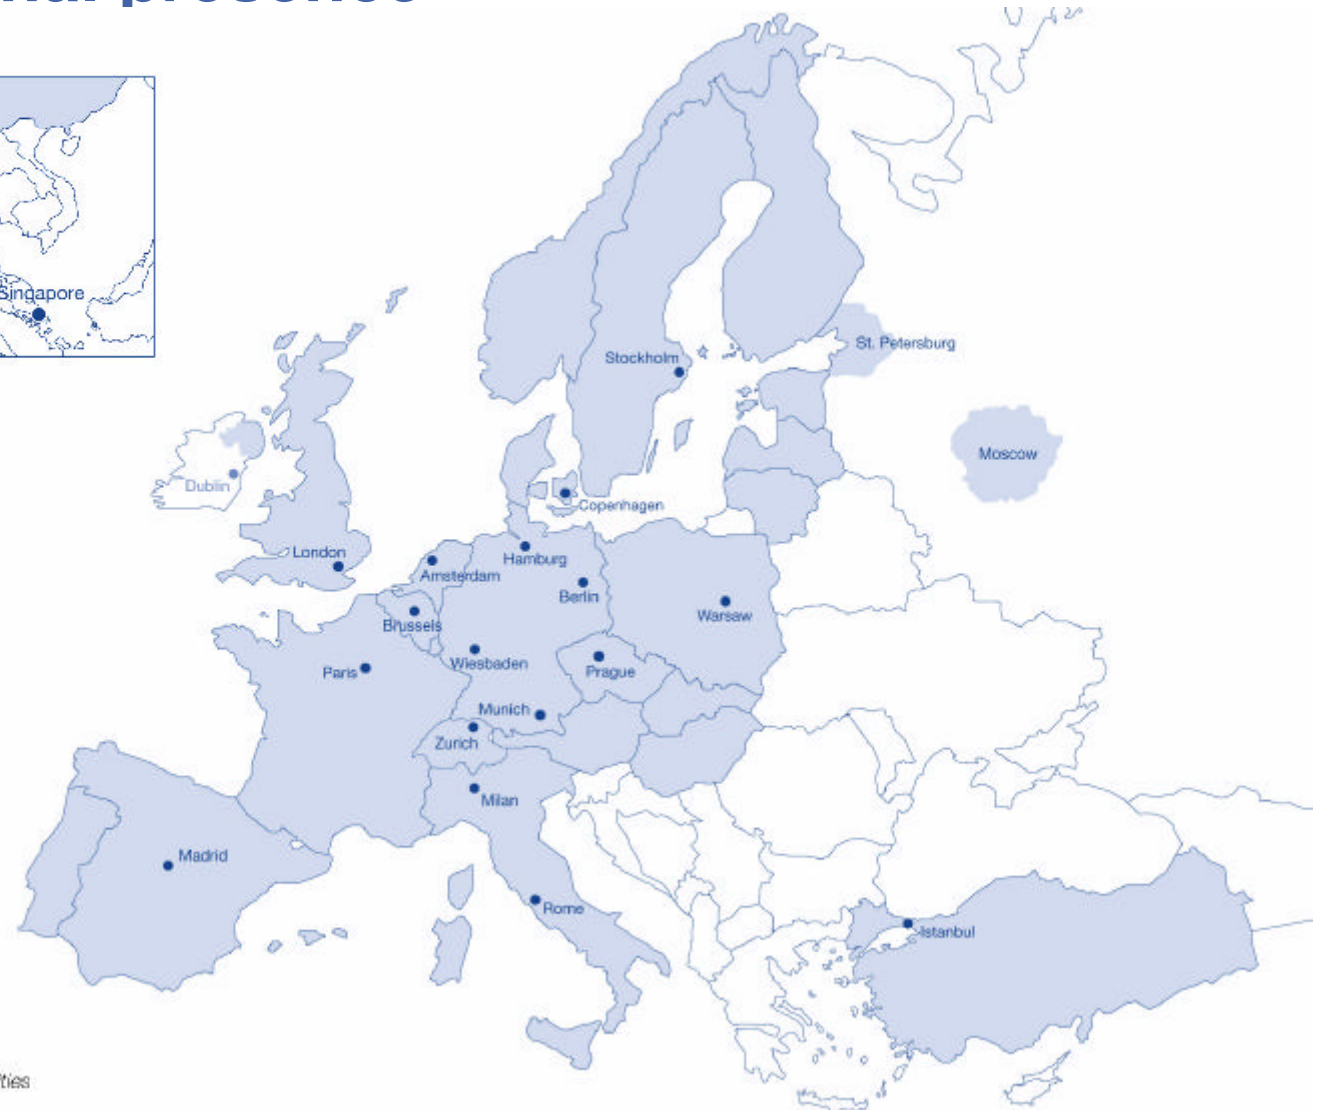 Singapore
St. Petersburg
Stockholm
Moscow
Dublin
Copenhagen
London
Hamburg
Amsterdam
Berlin
Warsaw
Brussels
Wiesbaden
Prague
Paris
Munich
Zurich
Milan
Madrid
Rome
Istanbul